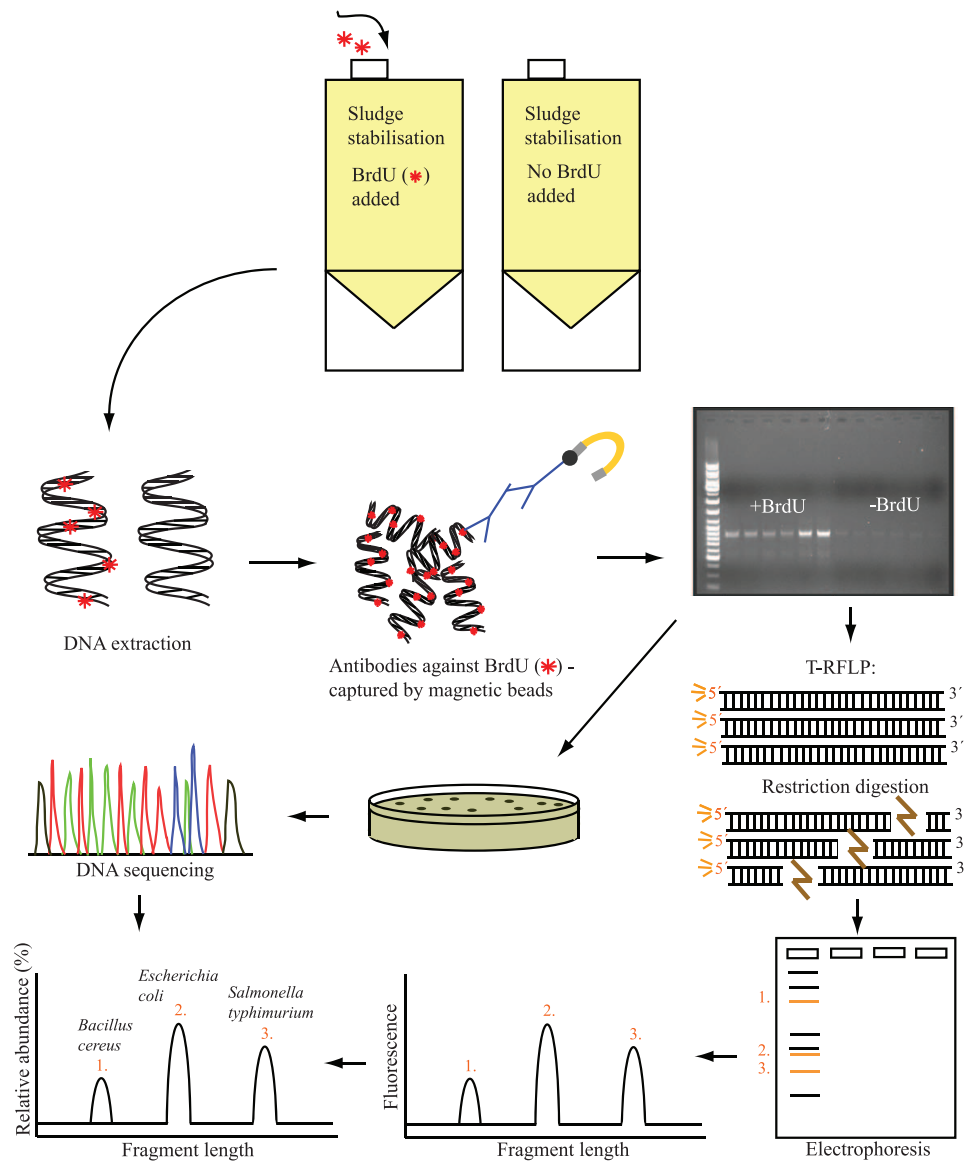 Sludge
stabilisation
BrdU (*)
added
Sludge
stabilisation
No BrdU
added
DNA extraction
Antibodies against BrdU (*) -
captured by magnetic beads
+BrdU
-BrdU
T-RFLP:
5´ 3´
5´ 3´
5´ 3´
Restriction digestion
5´ 3
5´ 3
5´ 3
DNA sequencing
Relative abundance (%)
Bacillus
cereus
1.
Escherichia
coli
2.
Salmonella
typhimurium
3.
Fragment length
Fluorescence
1.
2.
3.
Fragment length
1.
2.
3.
Electrophoresis